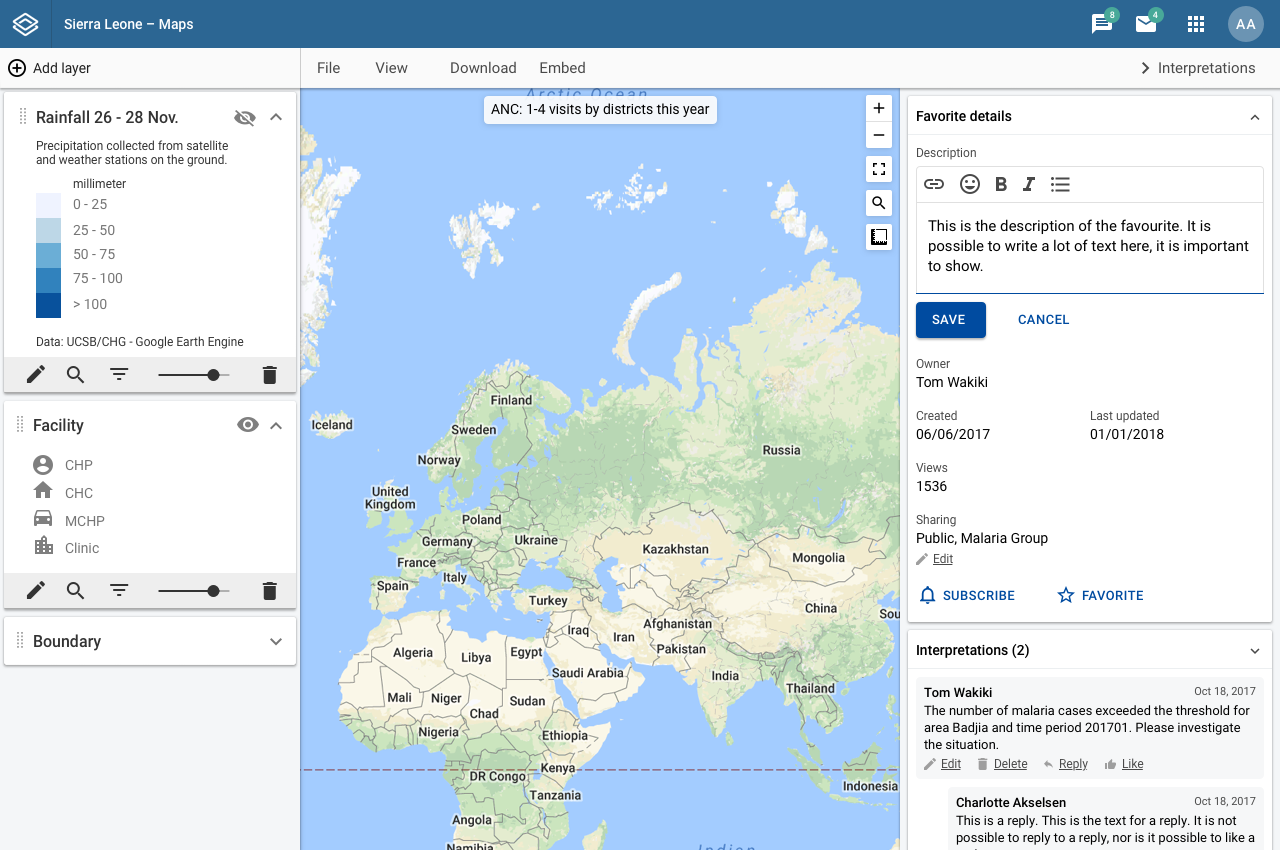 Sierra Leone – Maps
8
4
AA
Add layer
File View Download Embed
Interpretations
Rainfall 26 - 28 Nov.
Precipitation collected from satellite
and weather stations on the ground.
millimeter
0 - 25
25 - 50
50 - 75
75 - 100
> 100
Data: UCSB/CHG - Google Earth Engine
Facility
CHP
CHC
MCHP
Clinic
Boundary
Arctic Ocean
ANC: 1-4 visits by districts this year
+
−
Finland
Iceland
Sweden
Russia
Norway
United
Kingdom
Poland
Ukraine
Germany
Kazakhstan
Mongolia
France
Italy
Spain
Turkey
China
Sou
Afghanistan
Iraq
Iran
Algeria
Libya
Egypt
Pakistan
Saudi Arabia
India
Thailand
Mali
Niger
Sudan
Chad
Nigeria
Ethiopia
Kenya
DR Congo
Indonesia
Tanzania
Angola
Namibia
Indian
Favorite details
Description
B I
This is the description of the favourite. It is
possible to write a lot of text here, it is important
to show.
SAVE CANCEL
Owner
Tom Wakiki
Created Last updated
06/06/2017 01/01/2018
Views
1536
Sharing
Public, Malaria Group
Edit
SUBSCRIBE FAVORITE
Interpretations (2)
Tom Wakiki Oct 18, 2017
The number of malaria cases exceeded the threshold for
area Badjia and time period 201701. Please investigate
the situation.
Edit Delete Reply Like
Charlotte Akselsen Oct 18, 2017
This is a reply. This is the text for a reply. It is not
possible to reply to a reply, nor is it possible to like a